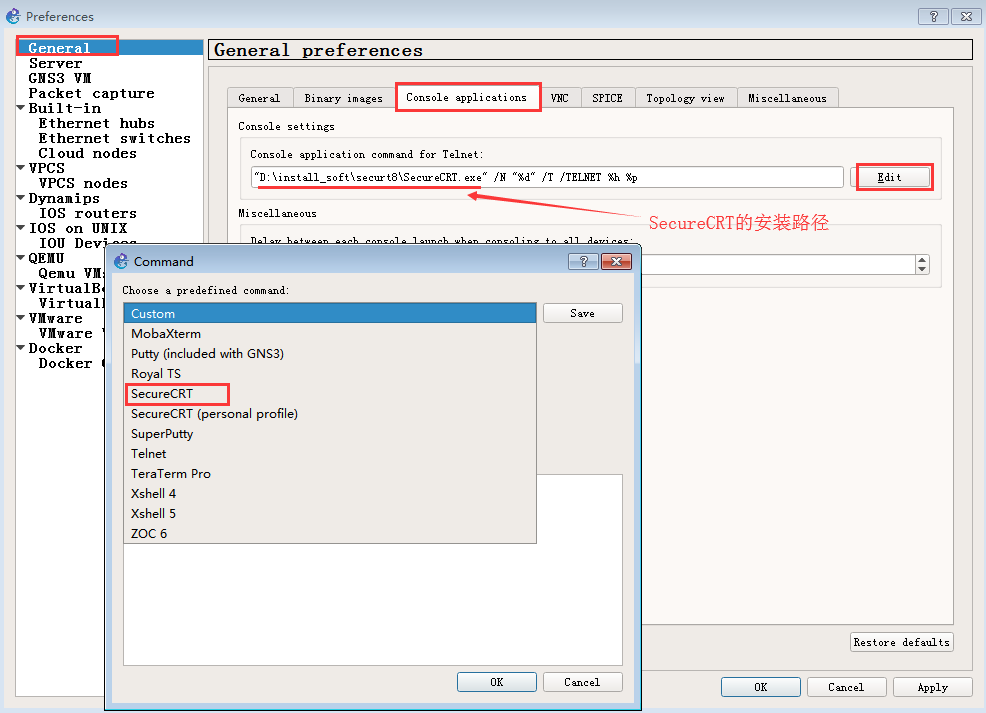 Preferences
General
Server
GNS3 VM
Packet capture
Built-in
Ethernet hubs
Ethernet switches
Cloud nodes
VPCS
VPCS nodes
Dynamips
IOS routers
IOS on UNIX
IOU Devices
QEMU
Qemu VMs
VMware
VMware
Docker
Docker
General preferences
General Binary images Console applications VNC SPICE Topology view Miscellaneous
Console settings
Console application command for Telnet:
"D:\install_soft\securt8\SecureCRT.exe" /N "%d" /T /TELNET %h %p
Edit
SecureCRT的安装路径
Miscellaneous
Delay between each console launch when consoling to all devices:
Command
Choose a predefined command:
Custom
Save
MobaXterm
Putty (included with GNS3)
Royal TS
SecureCRT
SecureCRT (personal profile)
SuperPutty
Telnet
TeraTerm Pro
Xshell 4
Xshell 5
ZOC 6
OK Cancel
Restore defaults
OK Cancel Apply